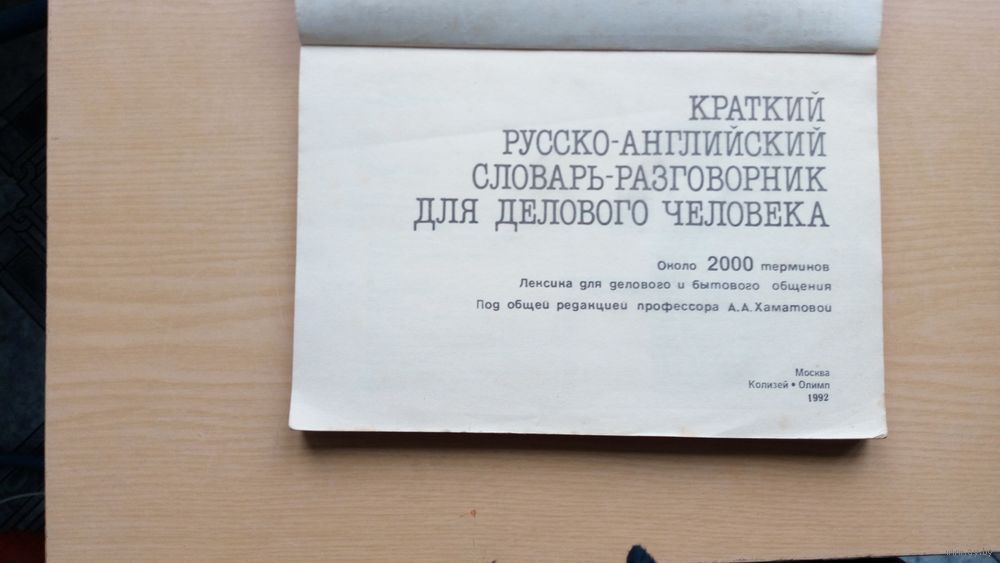 КРАТКИЙ
РУССКО-АНГЛИЙСКИЙ
СЛОВАРЬ-РАЗГОВОРНИК
ДЛЯ ДЕЛОВОГО ЧЕЛОВЕКА
Около 2000 терминов
Лексика для делового и бытового общения
Под общей редакцией профессора А.А.Хаматовой
Москва
Колизей • Олимп
1992